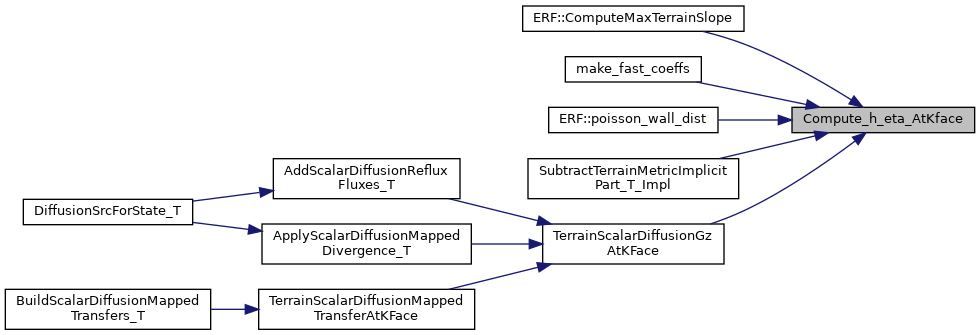 ERF::ComputeMaxTerrainSlope
make_fast_coeffs
ERF::poisson_wall_dist
Compute_h_eta_AtKface
SubtractTerrainMetricImplicit
Part_T_Impl
AddScalarDiffusionReflux
Fluxes_T
DiffusionSrcForState_T
ApplyScalarDiffusionMapped
Divergence_T
TerrainScalarDiffusionGz
AtKFace
BuildScalarDiffusionMapped
Transfers_T
TerrainScalarDiffusionMapped
TransferAtKFace